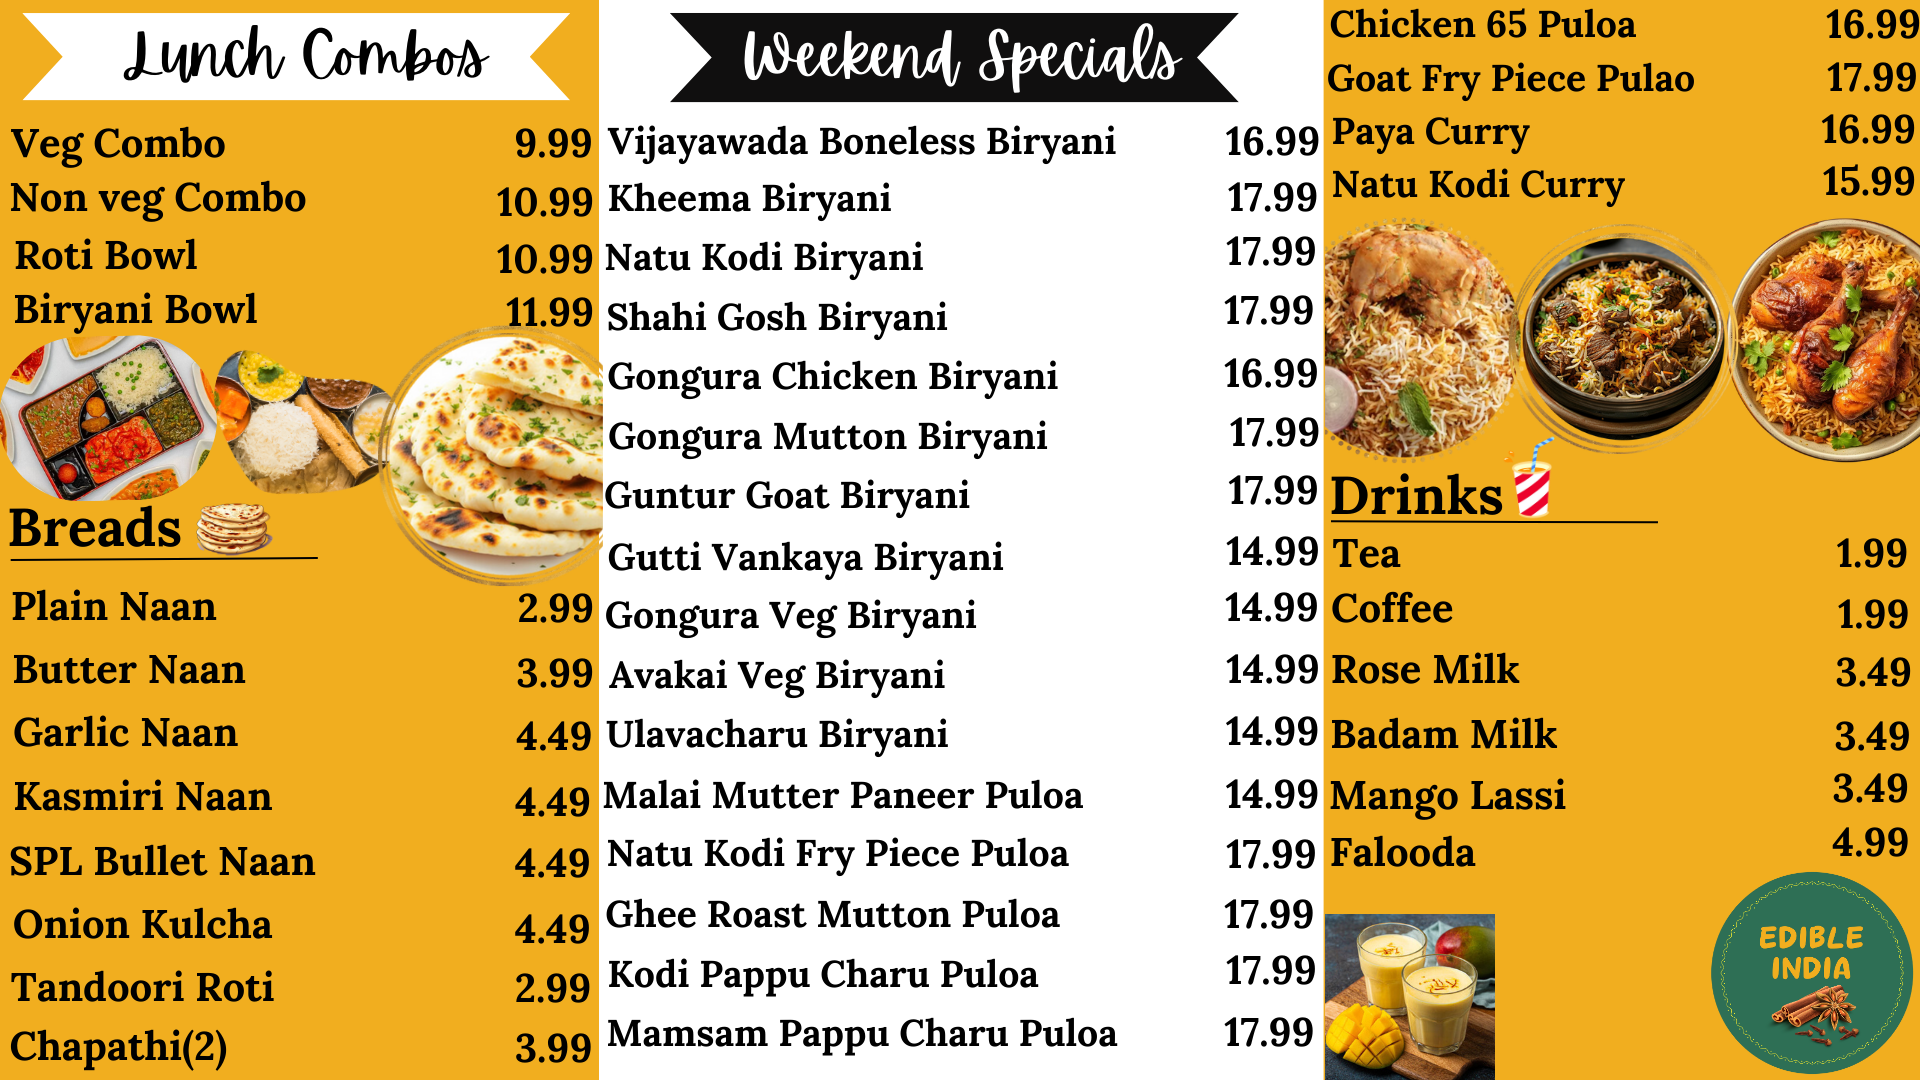 Lunch Combos
Veg Combo 9.99
Non veg Combo 10.99
Roti Bowl 10.99
Biryani Bowl 11.99
Breads
Plain Naan 2.99
Butter Naan 3.99
Garlic Naan 4.49
Kasmiri Naan 4.49
SPL Bullet Naan 4.49
Onion Kulcha 4.49
Tandoori Roti 2.99
Chapathi(2) 3.99
Weekend Specials
Vijayawada Boneless Biryani 16.99
Kheema Biryani 17.99
Natu Kodi Biryani 17.99
Shahi Gosh Biryani 17.99
Gongura Chicken Biryani 16.99
Gongura Mutton Biryani 17.99
Guntur Goat Biryani 17.99
Gutti Vankaya Biryani 14.99
Gongura Veg Biryani 14.99
Avakai Veg Biryani 14.99
Ulavacharu Biryani 14.99
Malai Mutter Paneer Puloa 14.99
Natu Kodi Fry Piece Puloa 17.99
Ghee Roast Mutton Puloa 17.99
Kodi Pappu Charu Puloa 17.99
Mamsam Pappu Charu Puloa 17.99
Chicken 65 Puloa 16.99
Goat Fry Piece Pulao 17.99
Paya Curry 16.99
Natu Kodi Curry 15.99
Drinks
Tea 1.99
Coffee 1.99
Rose Milk 3.49
Badam Milk 3.49
Mango Lassi 3.49
Falooda 4.99
EDIBLE
INDIA